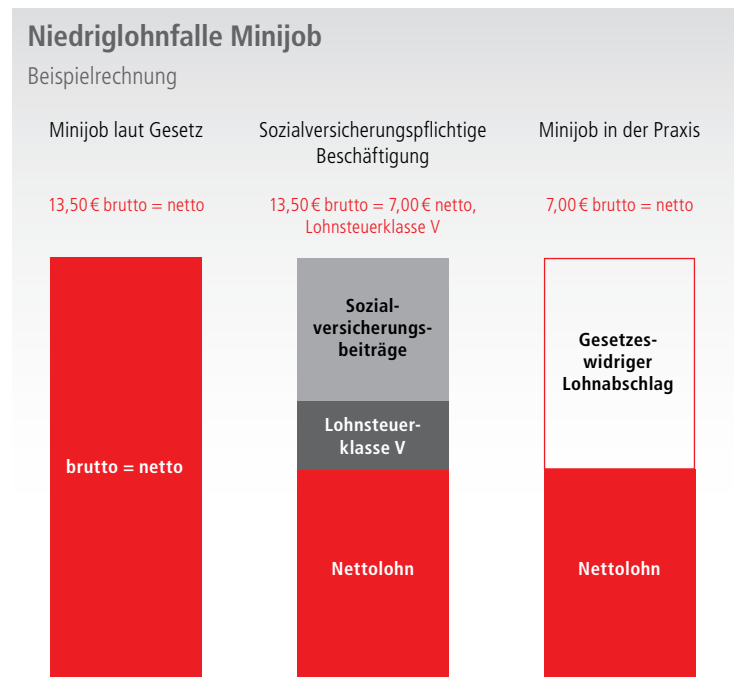 Niedriglohnfalle Minijob
Beispielrechnung
Minijob laut Gesetz
13,50 € brutto = netto
brutto = netto
Sozialversicherungspflichtige
Beschäftigung
13,50 € brutto = 7,00 € netto,
Lohnsteuerklasse V
Sozial-
versicherungs-
beiträge
Lohnsteuer-
klasse V
Nettolohn
Minijob in der Praxis
7,00 € brutto = netto
Gesetzes-
widriger
Lohnabschlag
Nettolohn